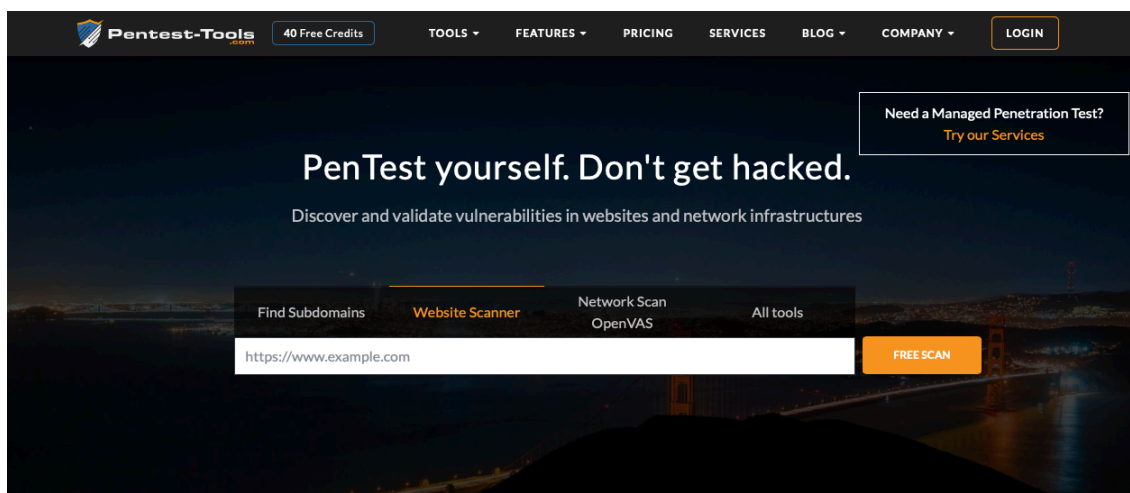 Pentest-Tools
.com
40 Free Credits
TOOLS
FEATURES
PRICING
SERVICES
BLOG
COMPANY
LOGIN
Need a Managed Penetration Test?
Try our Services
PenTest yourself. Don't get hacked.
Discover and validate vulnerabilities in websites and network infrastructures
Find Subdomains
Website Scanner
Network Scan
OpenVAS
All tools
https://www.example.com
FREE SCAN